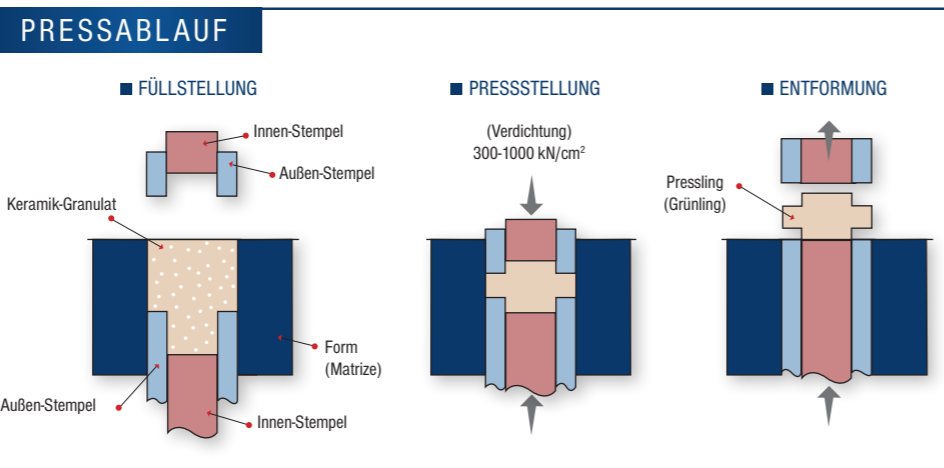 PRESSABLAUF
FÜLLSTELLUNG
Innen-Stempel
Außen-Stempel
Keramik-Granulat
Form
(Matrize)
Außen-Stempel
Innen-Stempel
PRESSSTELLUNG
(Verdichtung)
300-1000 kN/cm²
ENTFORMUNG
Pressling
(Grünling)